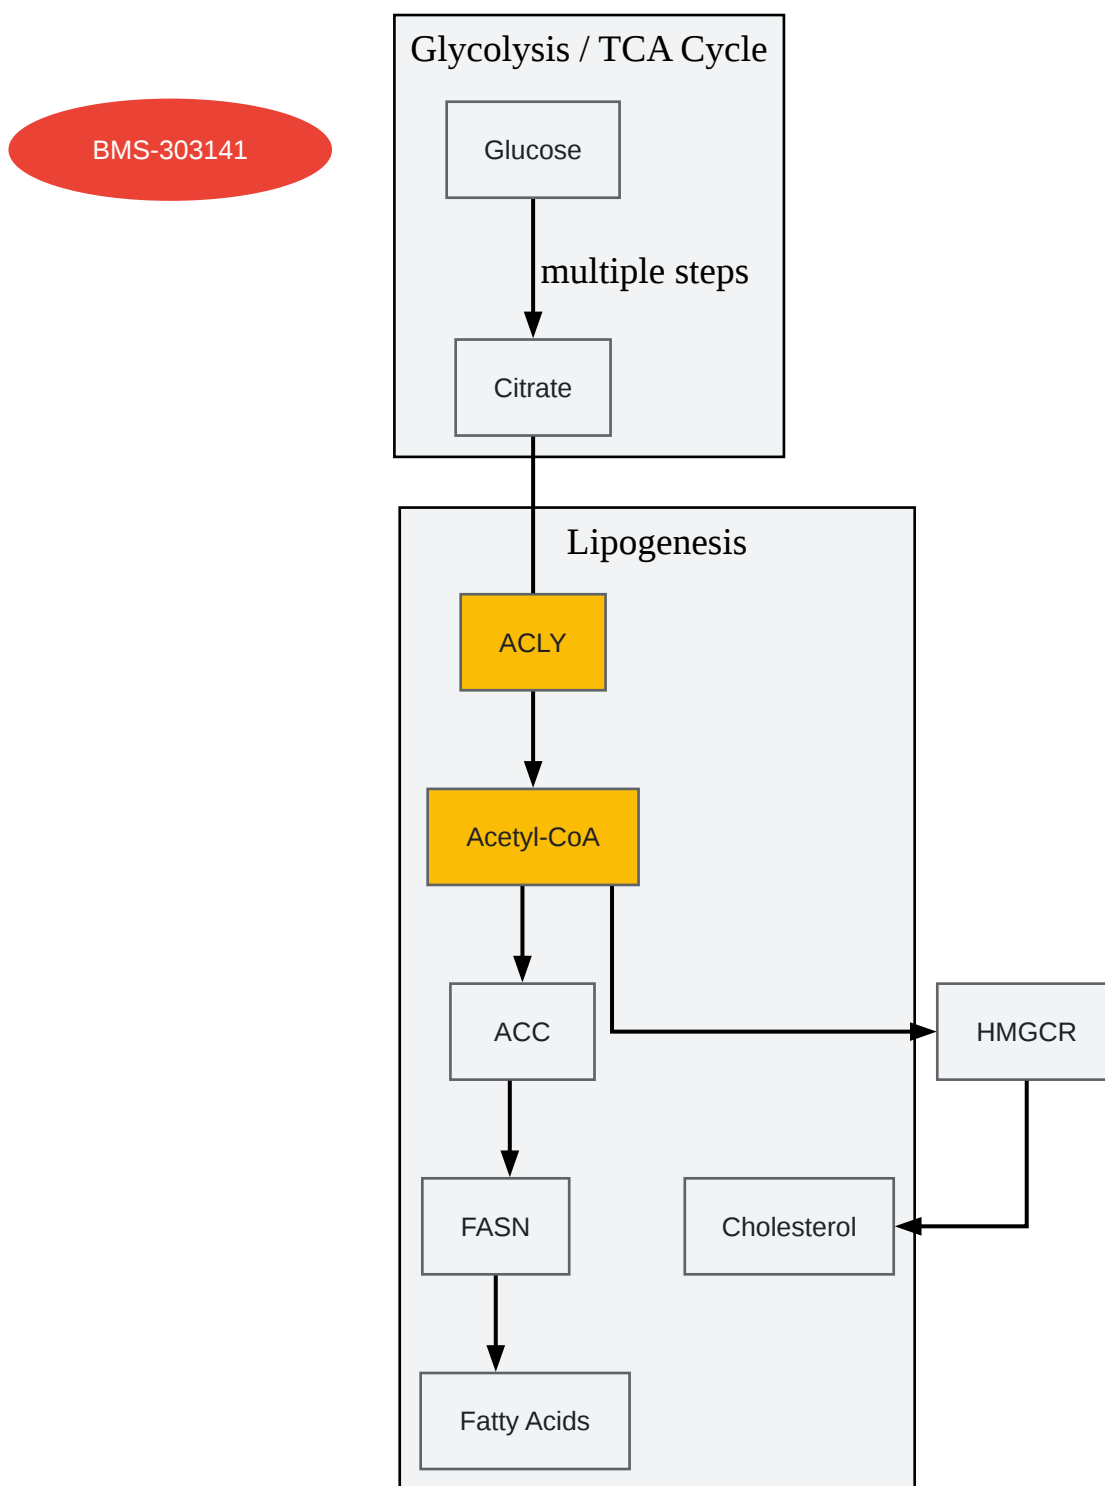 Glycolysis / TCA Cycle
BMS-303141
Glucose
multiple steps
Citrate
Lipogenesis
ACLY
Acetyl-CoA
ACC
HMGCR
FASN
Cholesterol
Fatty Acids